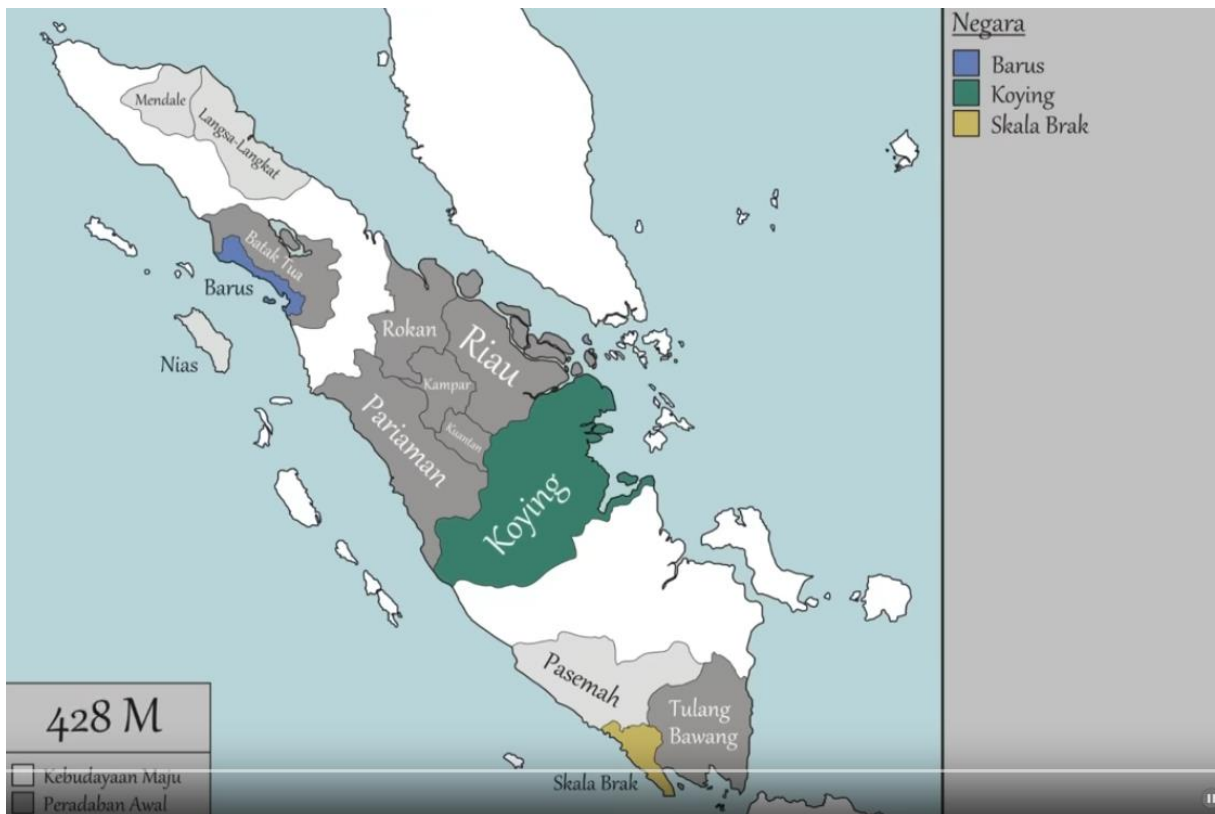 Negara
Barus
Koying
Skala Brak
Mendale
Langsa-Langkat
Batak Tua
Barus
Nias
Rokan
Riau
Kampar
Kuantan
Pariaman
Koying
Pasemah
Tulang
Bawang
Skala Brak
428 M
Kebudayaan Maju
Peradaban Awal